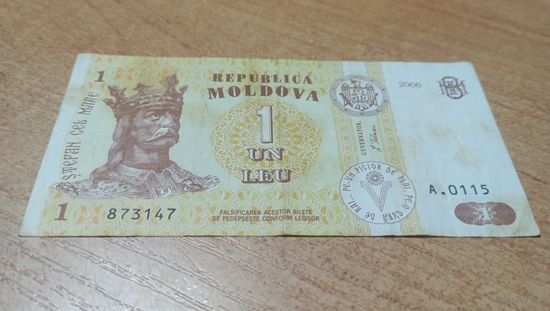 1
REPUBLICA
MOLDOVA
2006
ŞTEFAN CEL MARE
1
UN
LEU
GUVERNATOR,
A.0115
1
873147
FALSIFICAREA ACESTOR BILETE
SE PEDEPSEŞTE CONFORM LEGILOR